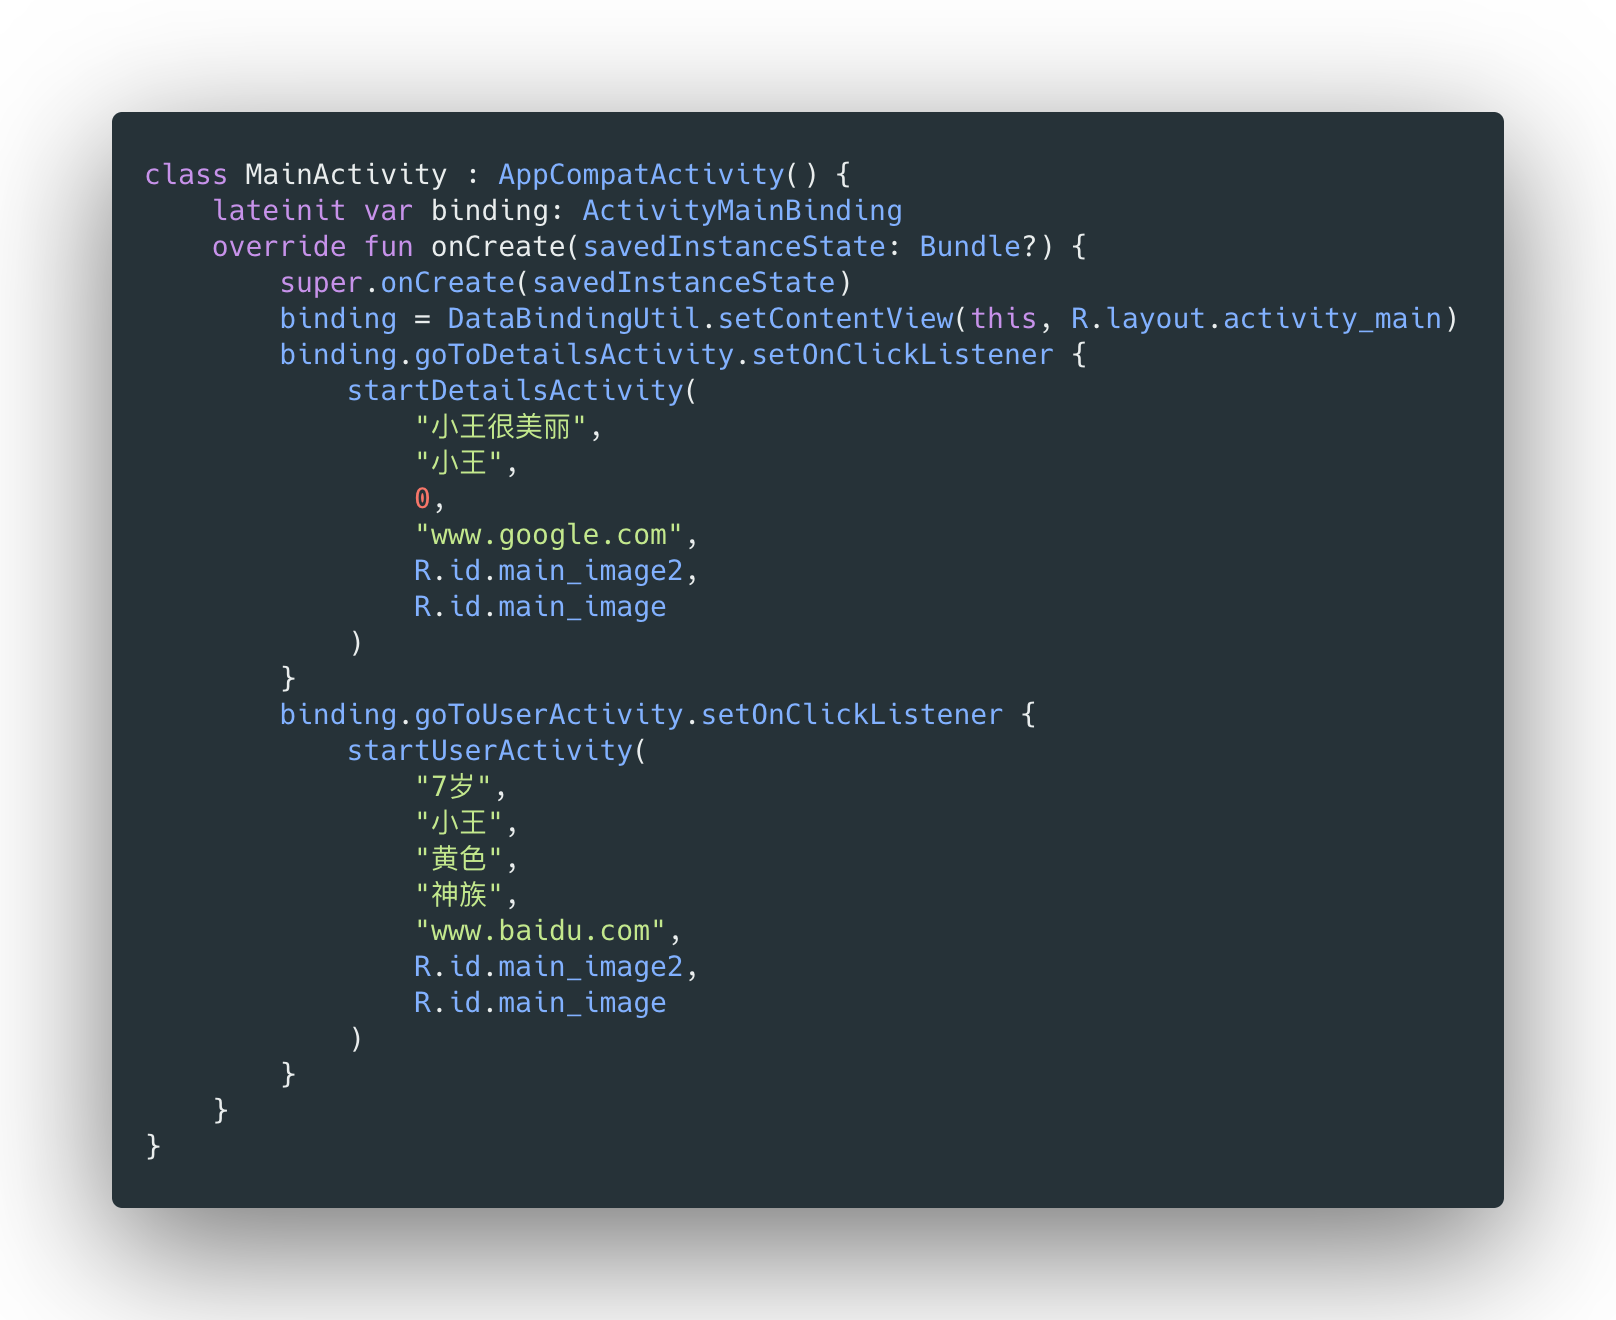 class MainActivity : AppCompatActivity() {
    lateinit var binding: ActivityMainBinding
    override fun onCreate(savedInstanceState: Bundle?) {
        super.onCreate(savedInstanceState)
        binding = DataBindingUtil.setContentView(this, R.layout.activity_main)
        binding.goToDetailsActivity.setOnClickListener {
            startDetailsActivity(
                "小王很美丽",
                "小王",
                0,
                "www.google.com",
                R.id.main_image2,
                R.id.main_image
            )
        }
        binding.goToUserActivity.setOnClickListener {
            startUserActivity(
                "7岁",
                "小王",
                "黄色",
                "神族",
                "www.baidu.com",
                R.id.main_image2,
                R.id.main_image
            )
        }
    }
}